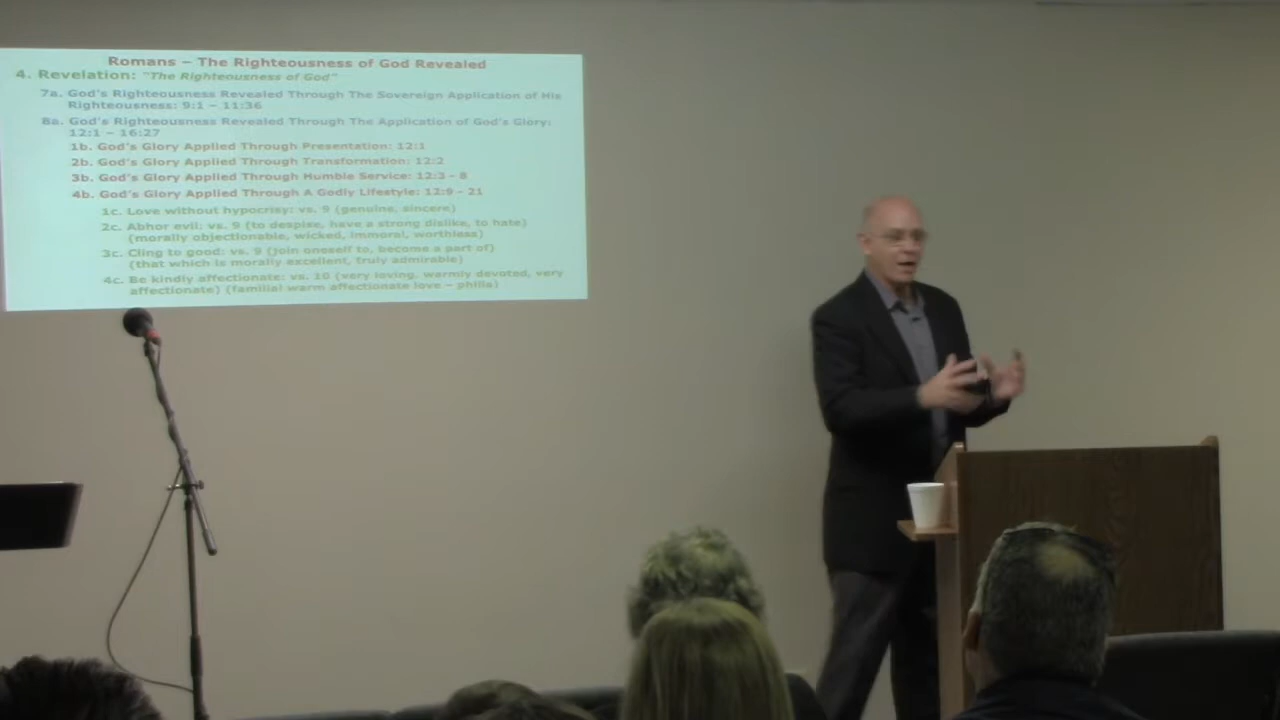 Romans – The Righteousness of God Revealed
4. Revelation: "The Righteousness of God"
7a. God's Righteousness Revealed Through The Sovereign Application of His
Righteousness: 9:1 – 11:36
8a. God's Righteousness Revealed Through The Application of God's Glory:
12:1 – 16:27
1b. God's Glory Applied Through Presentation: 12:1
2b. God's Glory Applied Through Transformation: 12:2
3b. God's Glory Applied Through Humble Service: 12:3 - 8
4b. God's Glory Applied Through A Godly Lifestyle: 12:9 - 21
1c. Love without hypocrisy: vs. 9 (genuine, sincere)
2c. Abhor evil: vs. 9 (to despise, have a strong dislike, to hate)
(morally objectionable, wicked, immoral, worthless)
3c. Cling to good: vs. 9 (join oneself to, become a part of)
(that which is morally excellent, truly admirable)
4c. Be kindly affectionate: vs. 10 (very loving, warmly devoted, very
affectionate) (familial warm affectionate love – philia)